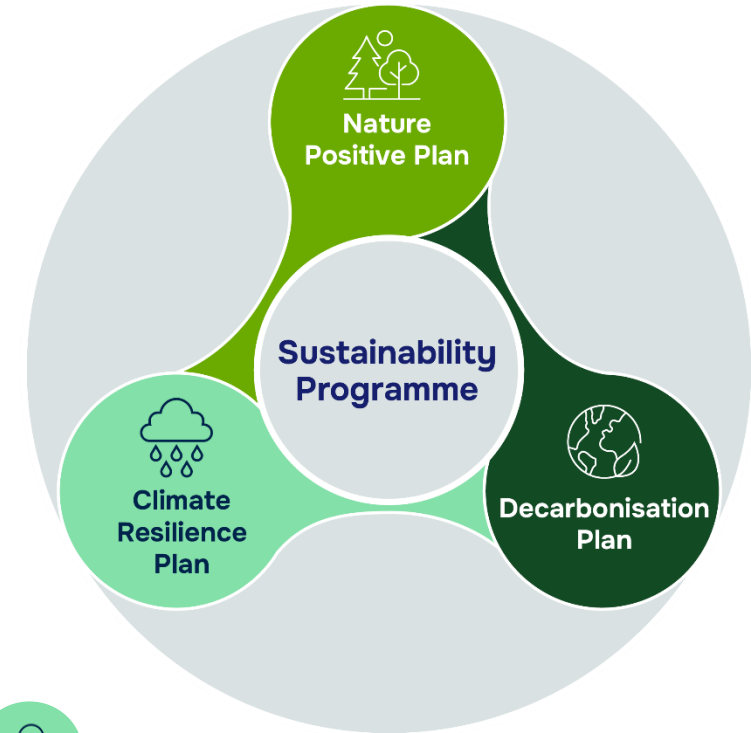 Nature
Positive Plan
Sustainability
Programme
Climate
Resilience
Plan
Decarbonisation
Plan